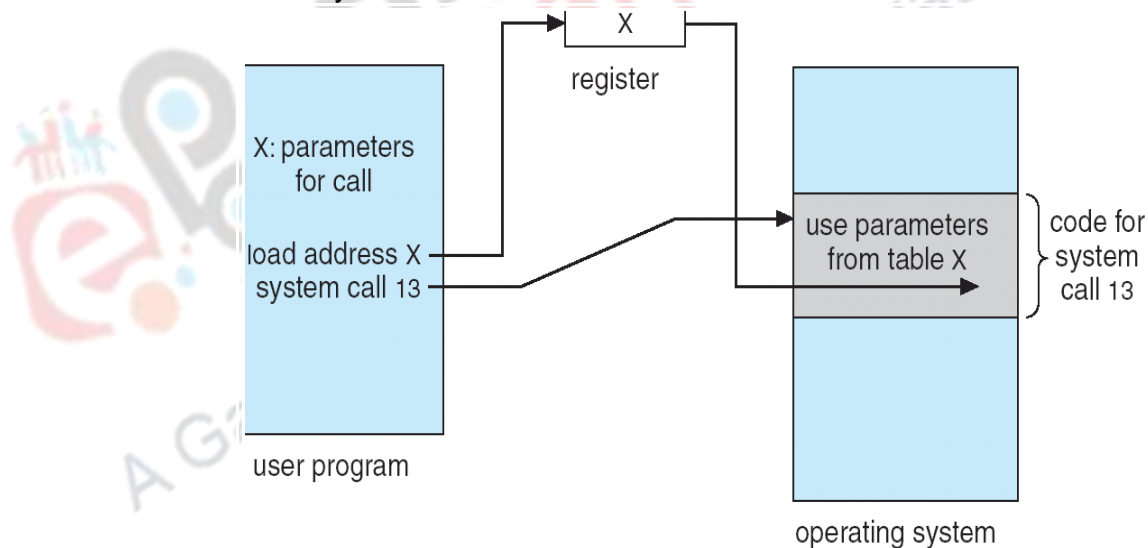 X
register
X: parameters
for call
load address X
system call 13
use parameters
from table X
code for
system
call 13
user program
operating system